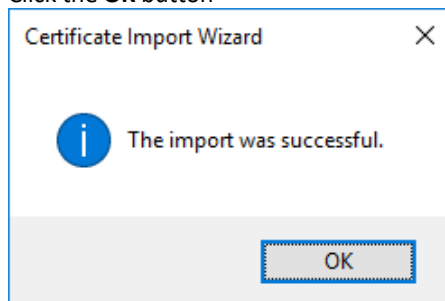 Click the OK button
Certificate Import Wizard
The import was successful.
OK